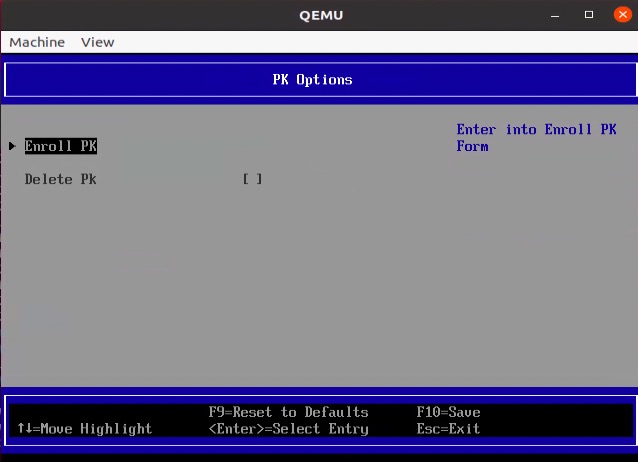 QEMU
Machine View
PK Options
Enroll PK
Enter into Enroll PK
Form
Delete Pk [ ]
F9=Reset to Defaults F10=Save
↑↓=Move Highlight <Enter>=Select Entry Esc=Exit